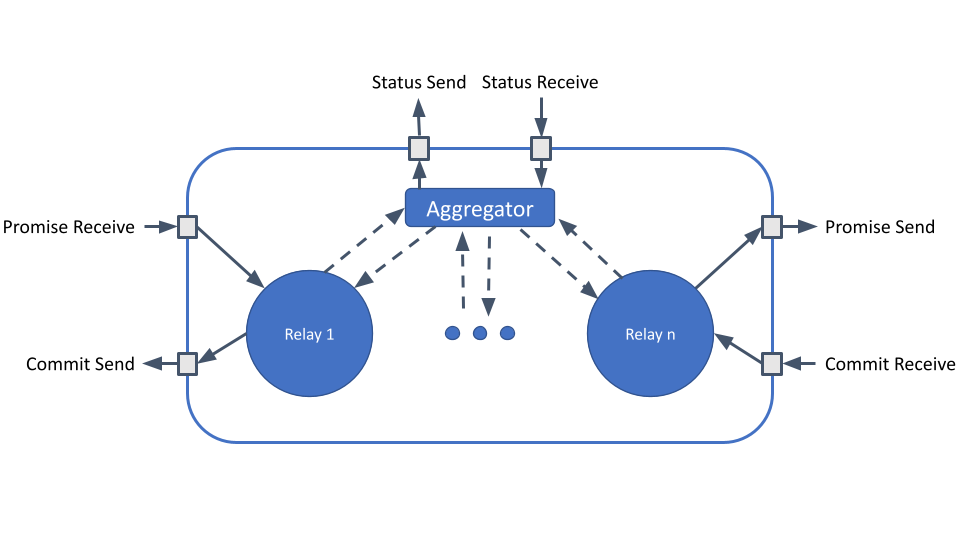 Status Send
Status Receive
Aggregator
Promise Receive
Promise Send
Relay 1
Relay n
Commit Send
Commit Receive